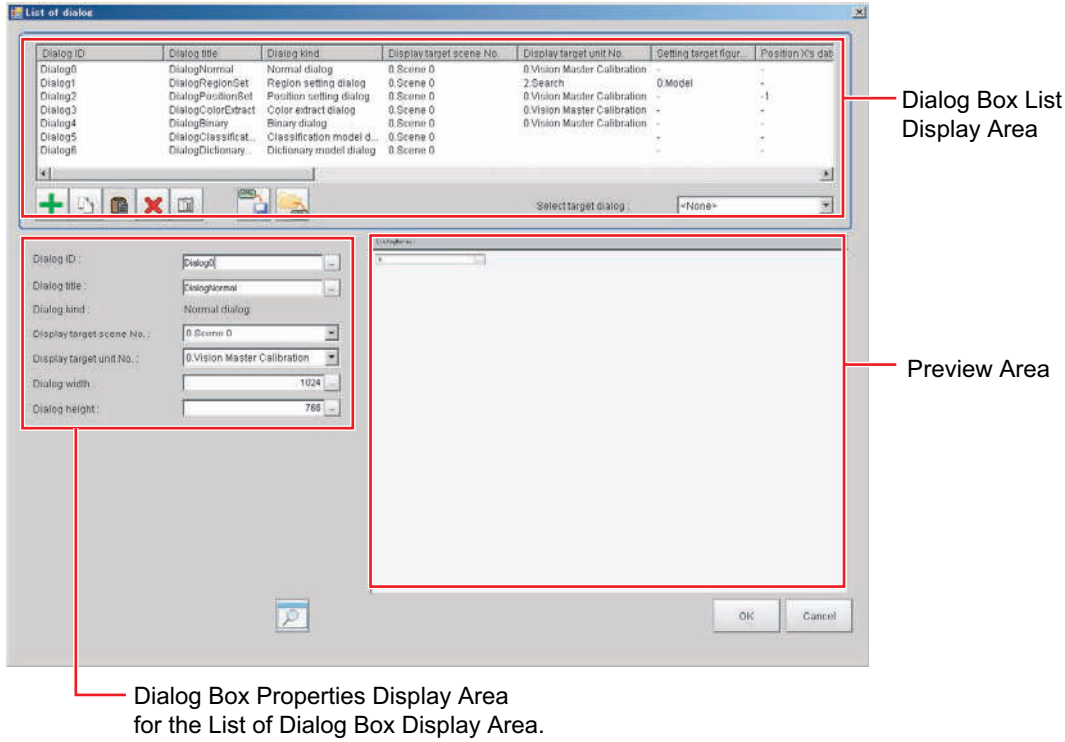 List of dialog
Dialog ID Dialog title Dialog kind Display target scene No. Display target unit No. Setting target figur... Position X's dat
Dialog0 DialogNormal Normal dialog 0.Scene 0 0.Vision Master Calibration - -
Dialog1 DialogRegionSet Region setting dialog 0.Scene 0 2.Search 0.Model -
Dialog2 DialogPositionSet Position setting dialog 0.Scene 0 0.Vision Master Calibration - -1
Dialog3 DialogColorExtract Color extract dialog 0.Scene 0 0.Vision Master Calibration - -
Dialog4 DialogBinary Binary dialog 0.Scene 0 0.Vision Master Calibration - -
Dialog5 DialogClassificat... Classification model d... 0.Scene 0 - -
Dialog6 DialogDictionary... Dictionary model dialog 0.Scene 0 - -
Dialog Box List
Display Area
Select target dialog : <None>
Dialog ID : Dialog0 ...
Dialog title : DialogNormal ...
Dialog kind : Normal dialog
Display target scene No. : 0.Scene 0
Display target unit No. : 0.Vision Master Calibration
Dialog width : 1024 ...
Dialog height : 768 ...
Preview Area
OK Cancel
Dialog Box Properties Display Area
for the List of Dialog Box Display Area.